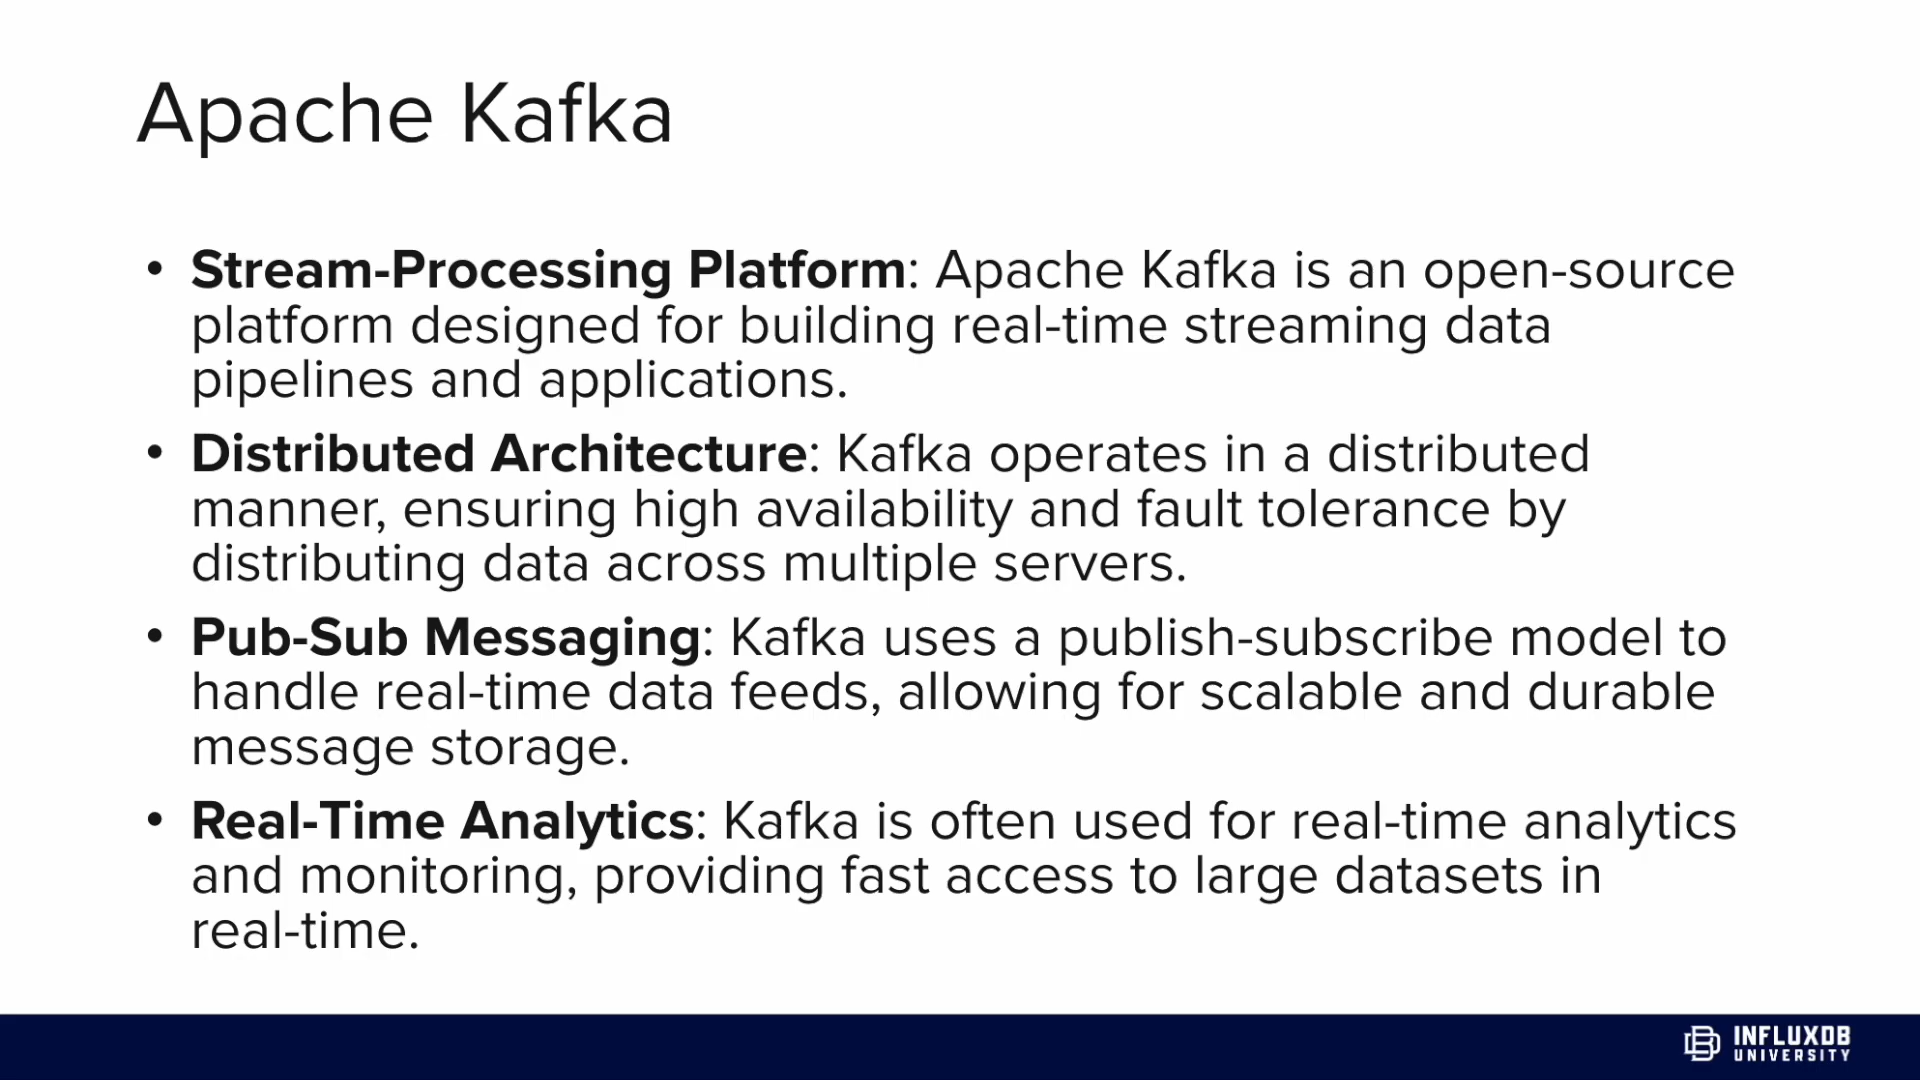 Apache Kafka
• Stream-Processing Platform: Apache Kafka is an open-source
platform designed for building real-time streaming data
pipelines and applications.
• Distributed Architecture: Kafka operates in a distributed
manner, ensuring high availability and fault tolerance by
distributing data across multiple servers.
• Pub-Sub Messaging: Kafka uses a publish-subscribe model to
handle real-time data feeds, allowing for scalable and durable
message storage.
• Real-Time Analytics: Kafka is often used for real-time analytics
and monitoring, providing fast access to large datasets in
real-time.
INFLUXDB
UNIVERSITY